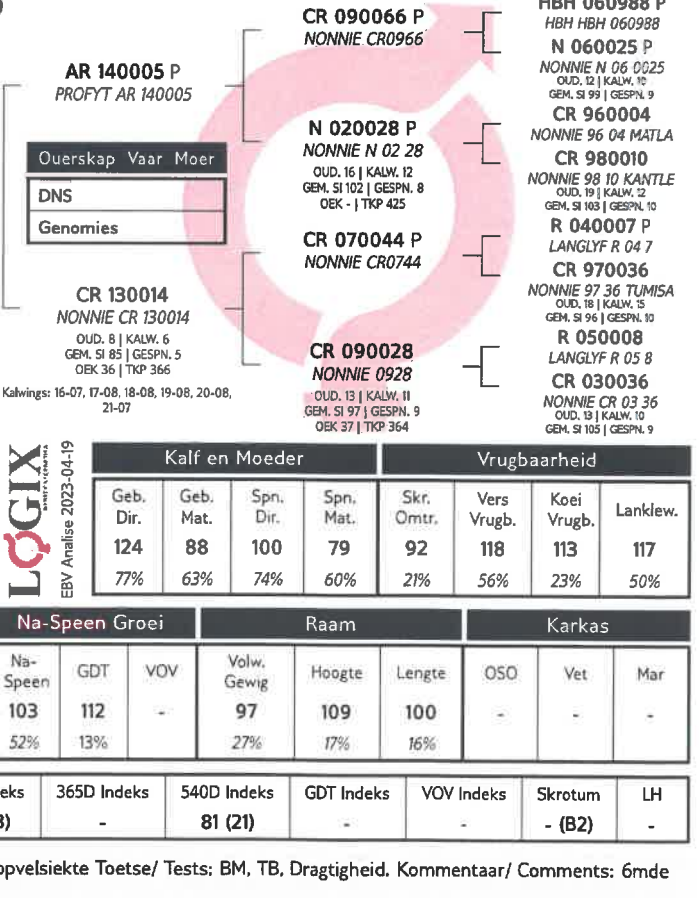 CR 090066 P
NONNIE CR0966
HBH 060988 P
HBH HBH 060988
N 060025 P
NONNIE N 06 0025
OUD. 12 | KALW. 10
GEM. SI 99 | GESPN. 9
AR 140005 P
PROFYT AR 140005
N 020028 P
NONNIE N 02 28
OUD. 16 | KALW. 12
GEM. SI 102 | GESPN. 8
OEK - | TKP 425
CR 960004
NONNIE 96 04 MATLA
CR 980010
NONNIE 98 10 KANTLE
OUD. 19 | KALW. 12
GEM. SI 103 | GESPN. 10
Ouerskap Vaar Moer
DNS
Genomies
CR 070044 P
NONNIE CR0744
R 040007 P
LANGLYF R 04 7
CR 970036
NONNIE 97 36 TUMISA
OUD. 18 | KALW. 15
GEM. SI 96 | GESPN. 10
CR 130014
NONNIE CR 130014
OUD. 8 | KALW. 6
GEM. SI 85 | GESPN. 5
OEK 36 | TKP 366
Kalwings: 16-07, 17-08, 18-08, 19-08, 20-08,
21-07
CR 090028
NONNIE 0928
OUD. 13 | KALW. 11
GEM. SI 97 | GESPN. 9
OEK 37 | TKP 364
R 050008
LANGLYF R 05 8
CR 030036
NONNIE CR 03 36
OUD. 13 | KALW. 10
GEM. SI 105 | GESPN. 9
LOGIX
EBV Analise 2023-04-19
Kalf en Moeder Vrugbaarheid
Geb. Dir. Geb. Mat. Spn. Dir. Spn. Mat. Skr. Omtr. Vers Vrugb. Koei Vrugb. Lanklew.
124 88 100 79 92 118 113 117
77% 63% 74% 60% 21% 56% 23% 50%
Na-Speen Groei Raam Karkas
Na-Speen GDT VOV Volw. Gewig Hoogte Lengte OSO Vet Mar
103 112 - 97 109 100 - - -
52% 13% 27% 17% 16%
eks 365D Indeks 540D Indeks GDT Indeks VOV Indeks Skrotum LH
) - 81 (21) - - - (B2) -
opvelsiekte Toetse/ Tests: BM, TB, Dragtigheid. Kommentaar/ Comments: 6mde